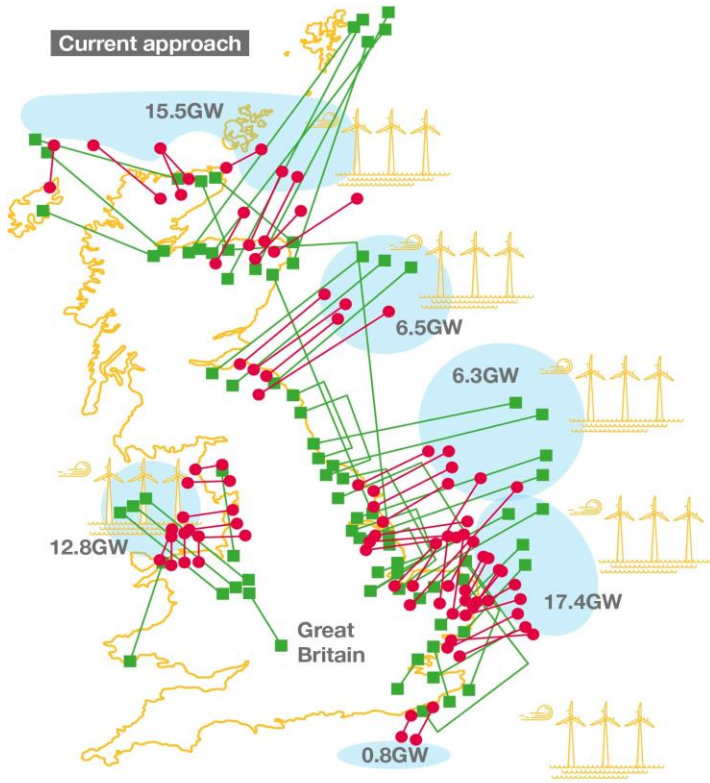 Current approach
15.5GW
6.5GW
6.3GW
12.8GW
17.4GW
Great
Britain
0.8GW